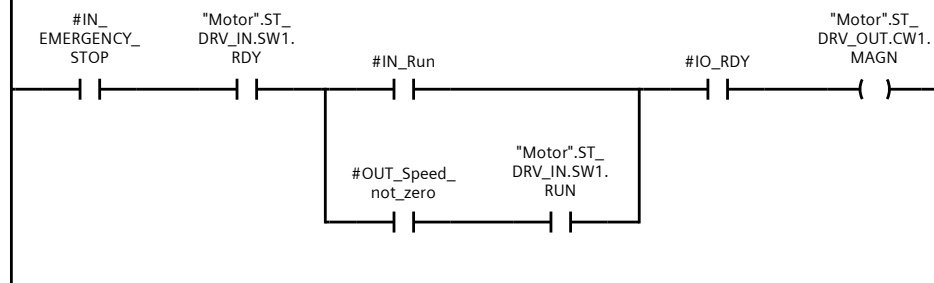 #IN_
EMERGENCY_
STOP
"Motor".ST_
DRV_IN.SW1.
RDY
#IN_Run
#IO_RDY
"Motor".ST_
DRV_OUT.CW1.
MAGN
#OUT_Speed_
not_zero
"Motor".ST_
DRV_IN.SW1.
RUN